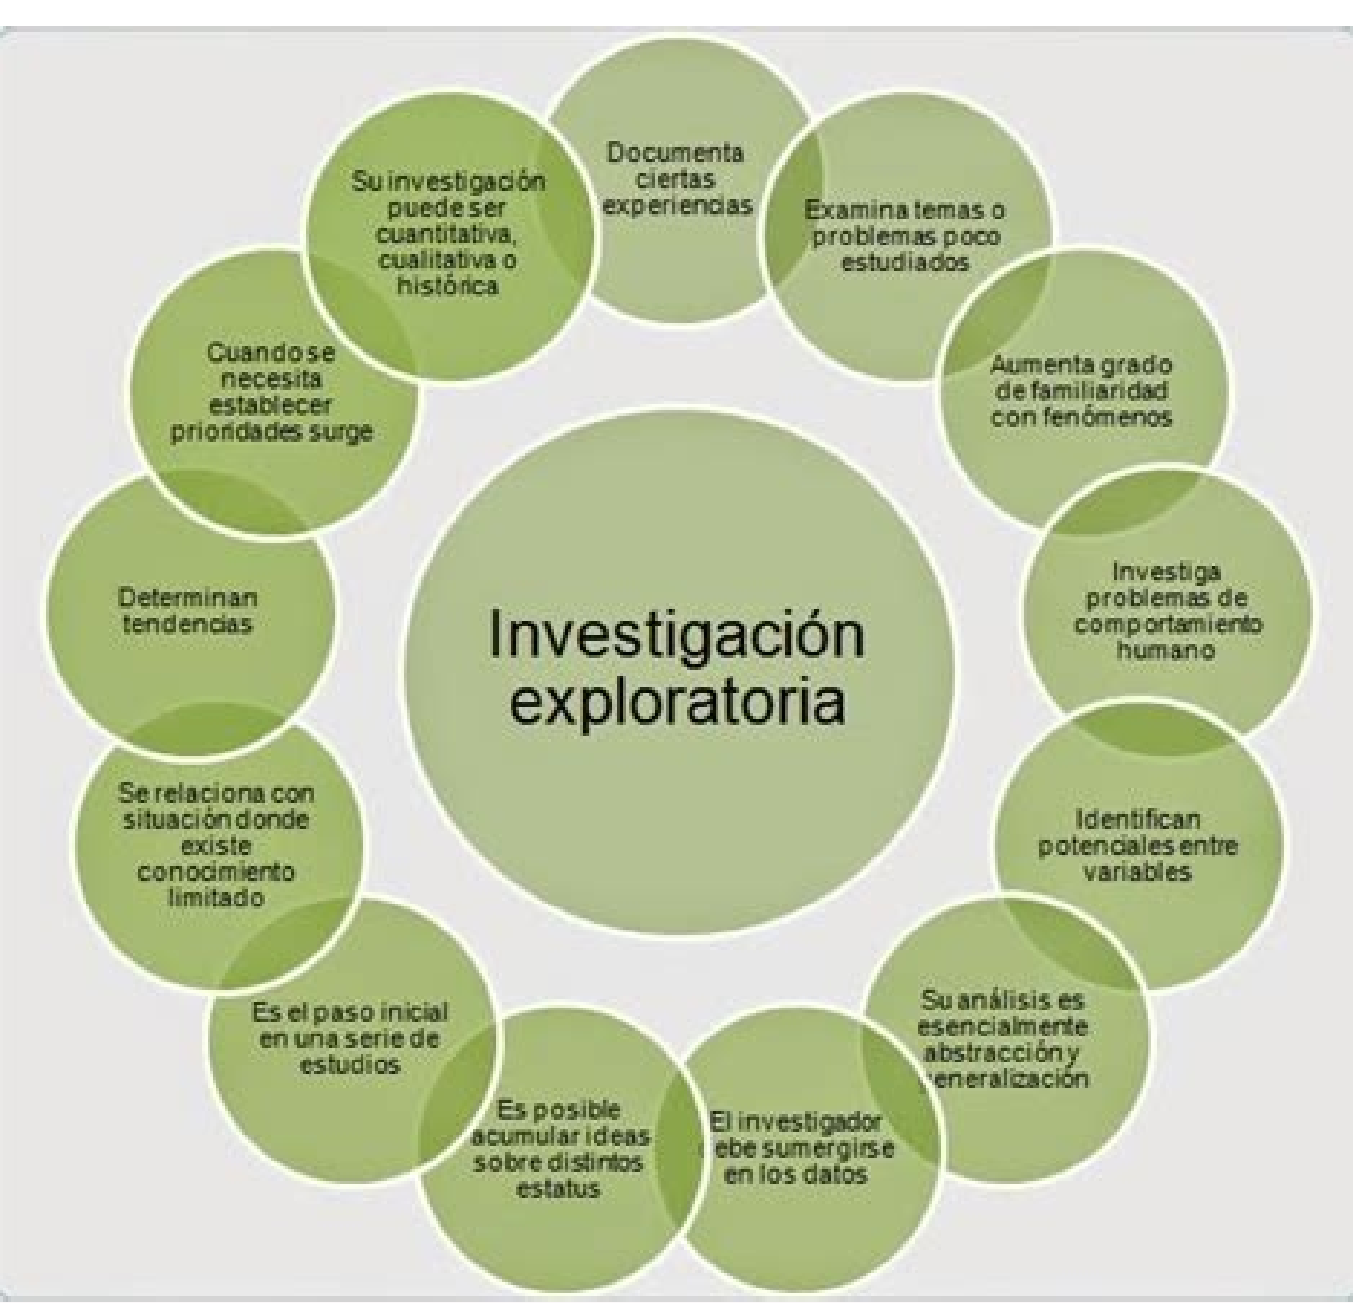 Documenta
ciertas
experiencias
Examina temas o
problemas poco
estudiados
Aumenta grado
de familiaridad
con fenómenos
Investiga
problemas de
comportamiento
humano
Identifican
potenciales entre
variables
Su análisis es
esencialmente
abstracción y
generalización
El investigador
debe sumergirse
en los datos
Es posible
acumular ideas
sobre distintos
estatus
Es el paso inicial
en una serie de
estudios
Se relaciona con
situación donde
existe
conocimiento
limitado
Determinan
tendencias
Cuando se
necesita
establecer
prioridades surge
Su investigación
puede ser
cuantitativa,
cualitativa o
histórica
Investigación
exploratoria